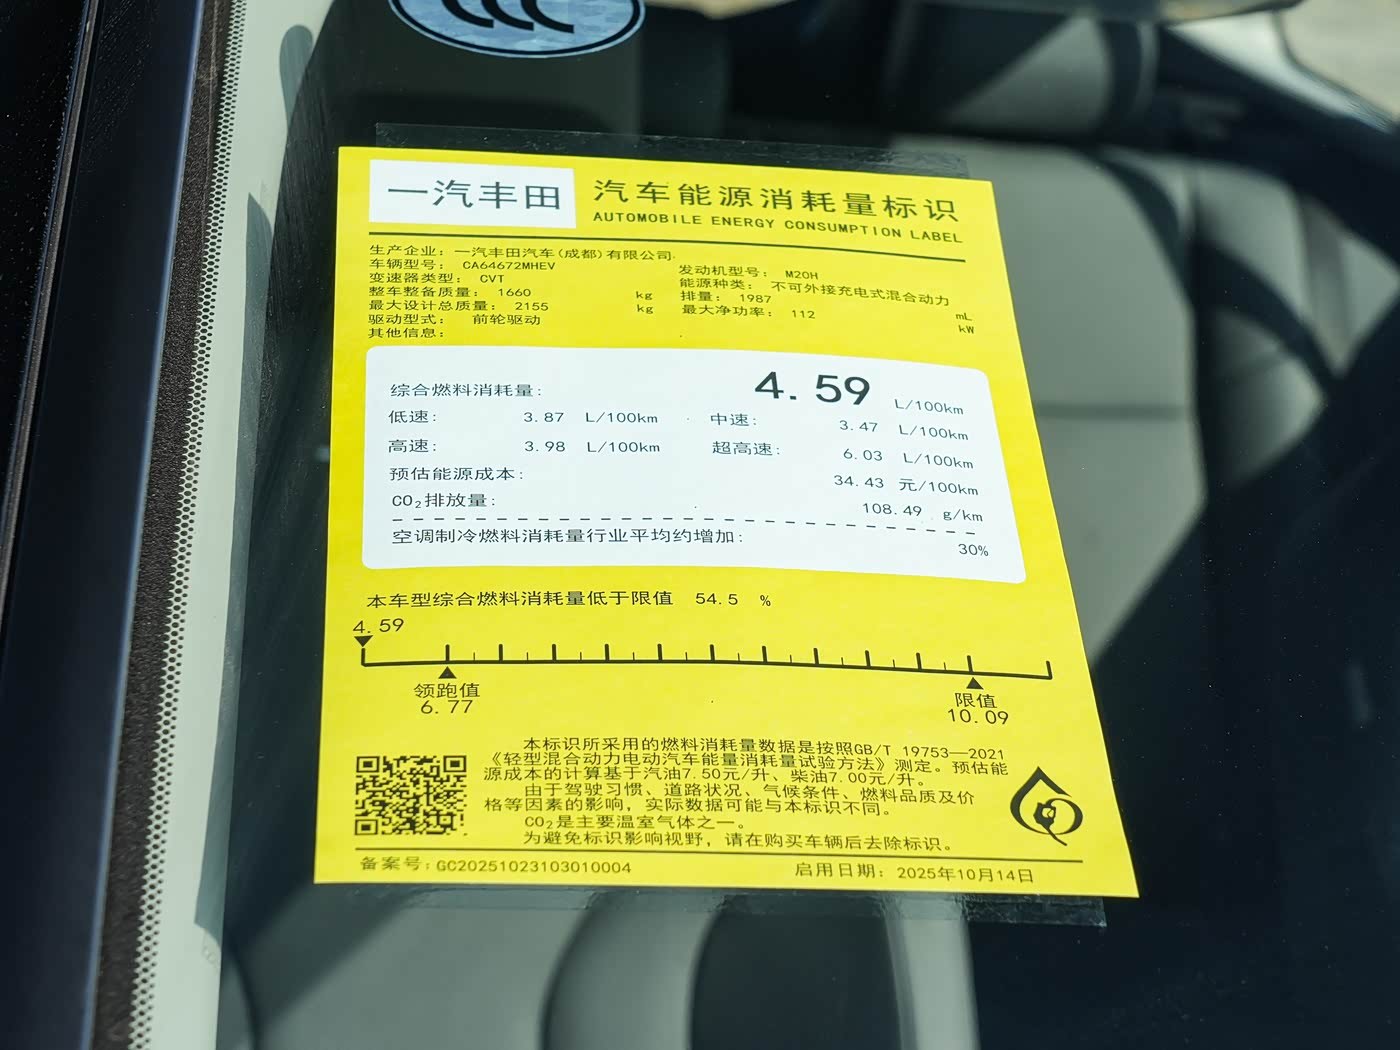 一汽丰田
汽车能源消耗量标识
AUTOMOBILE ENERGY CONSUMPTION LABEL
生产企业: 一汽丰田汽车(成都)有限公司
车辆型号: CA64672MHEV
发动机型号: M20H
变速器类型: CVT
能源种类: 不可外接充电式混合动力
整车整备质量: 1660 kg
排量: 1987 mL
最大设计总质量: 2155 kg
最大净功率: 112 kW
驱动型式: 前轮驱动
其他信息:
综合燃料消耗量: 4.59 L/100km
低速: 3.87 L/100km 中速: 3.47 L/100km
高速: 3.98 L/100km 超高速: 6.03 L/100km
预估能源成本: 34.43 元/100km
CO₂排放量: 108.49 g/km
空调制冷燃料消耗量行业平均约增加: 30%
本车型综合燃料消耗量低于限值 54.5 %
4.59
领跑值
6.77
限值
10.09
本标识所采用的燃料消耗量数据是按照GB/T 19753—2021
《轻型混合动力电动汽车能量消耗量试验方法》测定。预估能
源成本的计算基于汽油7.50元/升、柴油7.00元/升。
由于驾驶习惯、道路状况、气候条件、燃料品质及价
格等因素的影响，实际数据可能与本标识不同。
CO₂是主要温室气体之一。
为避免标识影响视野，请在购买车辆后去除标识。
备案号:GC20251023103010004
启用日期: 2025年10月14日